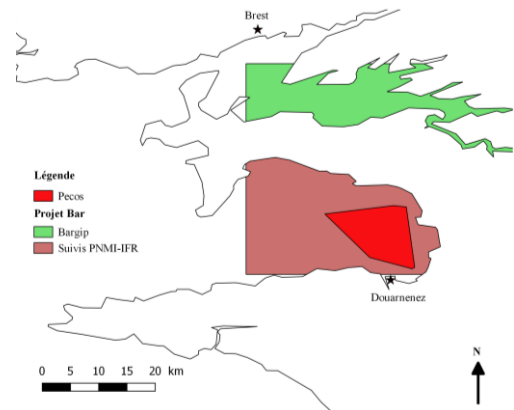 Brest
Légende
Pecos
Projet Bar
Bargip
Suivis PNMI-IFR
Douarnenez
0 5 10 15 20 km
N